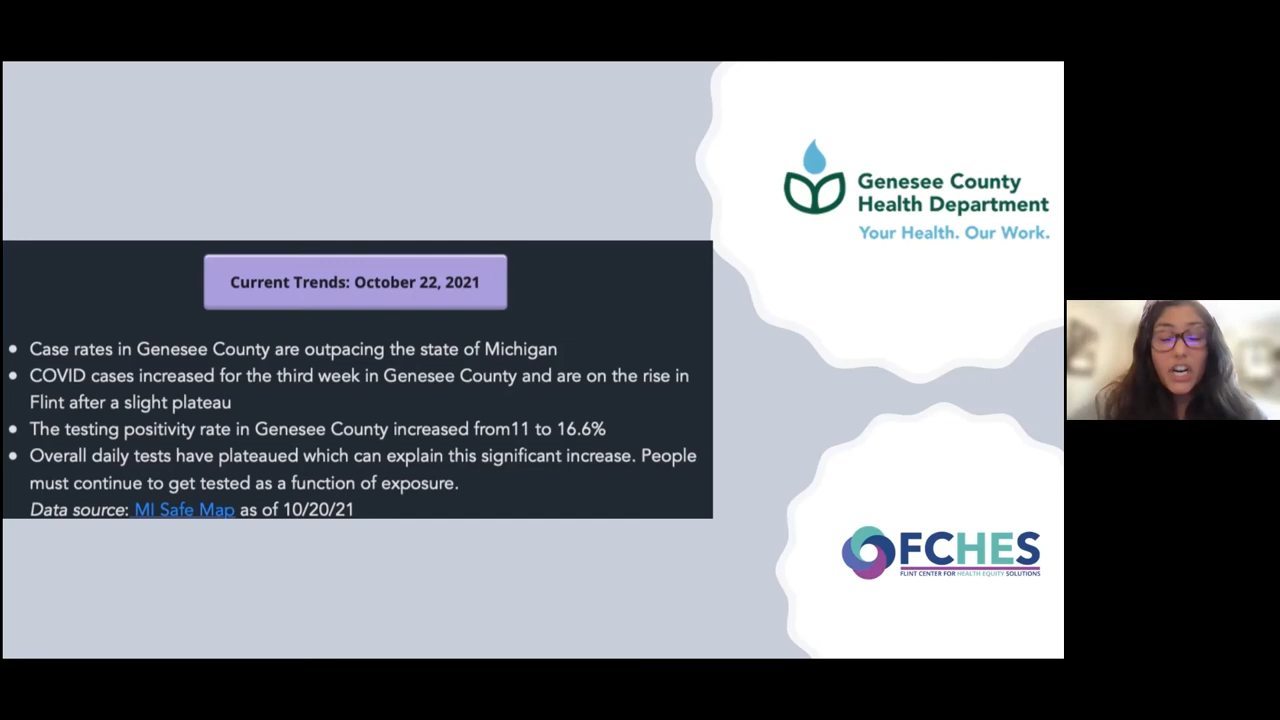 Genesee County
Health Department
Your Health. Our Work.
Current Trends: October 22, 2021
• Case rates in Genesee County are outpacing the state of Michigan
• COVID cases increased for the third week in Genesee County and are on the rise in
Flint after a slight plateau
• The testing positivity rate in Genesee County increased from11 to 16.6%
• Overall daily tests have plateaued which can explain this significant increase. People
must continue to get tested as a function of exposure.
Data source: MI Safe Map as of 10/20/21
FCHES
FLINT CENTER FOR HEALTH EQUITY SOLUTIONS